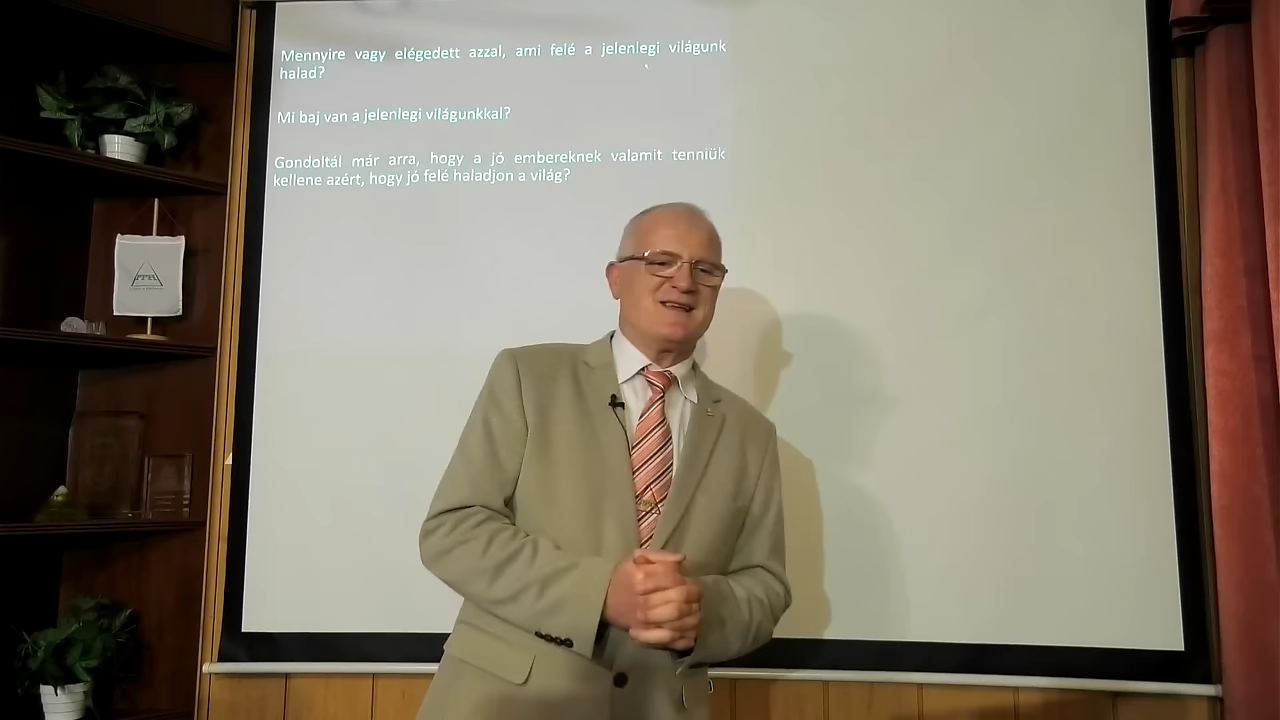 Mennyire vagy elégedett azzal, ami felé a jelenlegi világunk
halad?
Mi baj van a jelenlegi világunkkal?
Gondoltál már arra, hogy a jó embereknek valamit tenniük
kellene azért, hogy jó felé haladjon a világ?